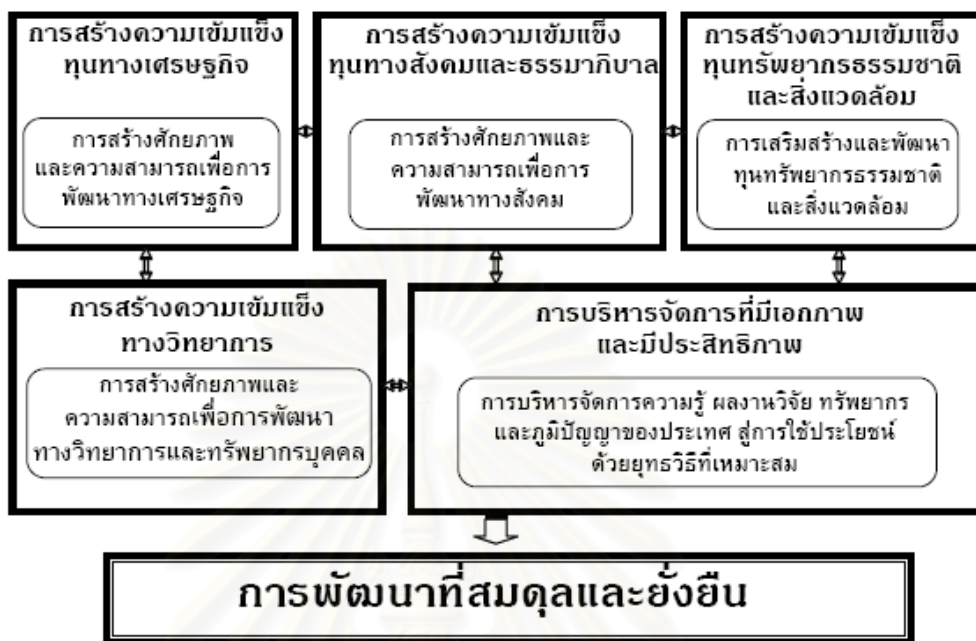 การสร้างความเข้มแข็ง
ทุนทางเศรษฐกิจ
การสร้างศักยภาพ
และความสามารถเพื่อการ
พัฒนาทางเศรษฐกิจ
การสร้างความเข้มแข็ง
ทุนทางสังคมและธรรมาภิบาล
การสร้างศักยภาพและ
ความสามารถเพื่อการ
พัฒนาทางสังคม
การสร้างความเข้มแข็ง
ทุนทรัพยากรธรรมชาติ
และสิ่งแวดล้อม
การเสริมสร้างและพัฒนา
ทุนทรัพยากรธรรมชาติ
และสิ่งแวดล้อม
การสร้างความเข้มแข็ง
ทางวิทยาการ
การสร้างศักยภาพและ
ความสามารถเพื่อการพัฒนา
ทางวิทยาการและทรัพยากรบุคคล
การบริหารจัดการที่มีเอกภาพ
และมีประสิทธิภาพ
การบริหารจัดการความรู้ ผลงานวิจัย ทรัพยากร
และภูมิปัญญาของประเทศ สู่การใช้ประโยชน์
ด้วยยุทธวิธีที่เหมาะสม
การพัฒนาที่สมดุลและยั่งยืน